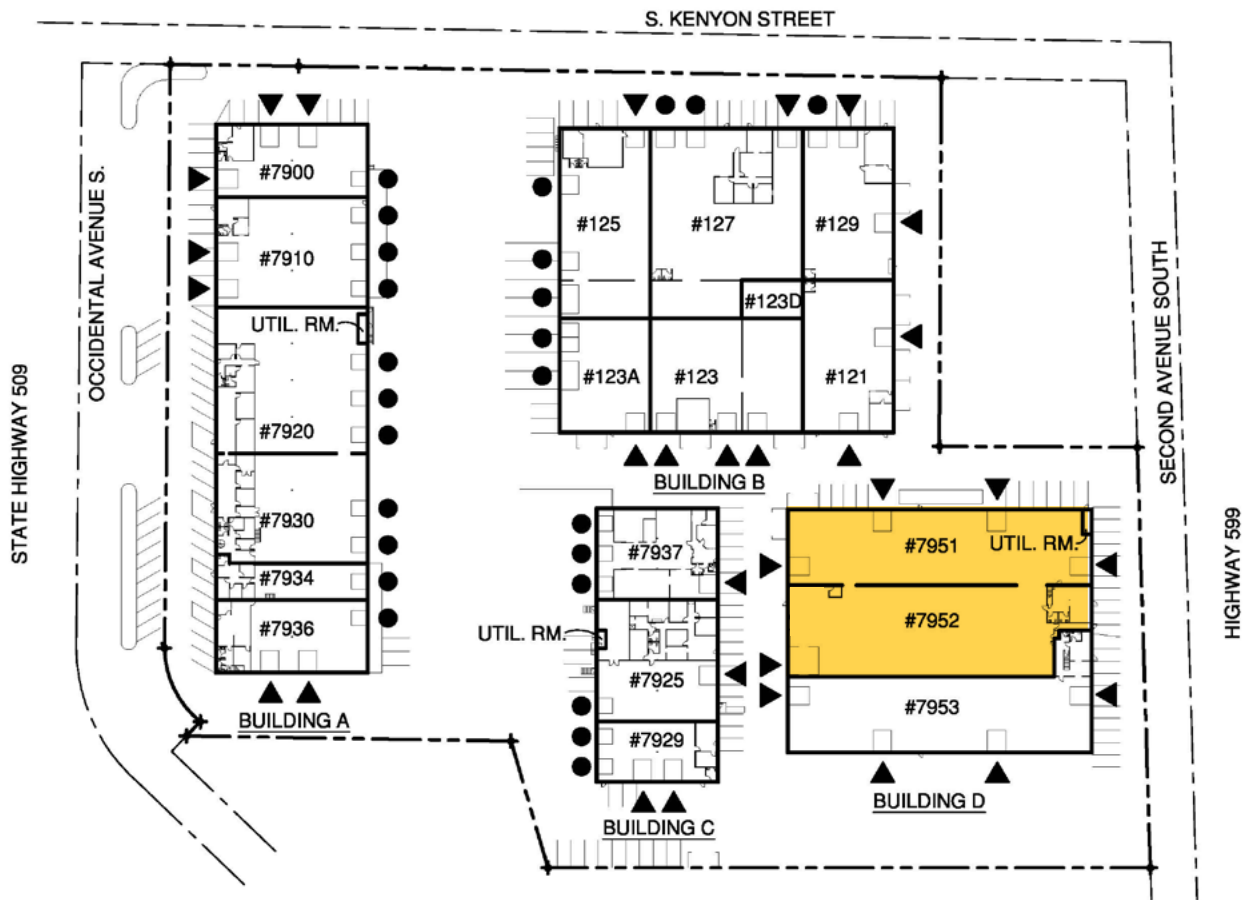 S. KENYON STREET
STATE HIGHWAY 509
OCCIDENTAL AVENUE S.
#7900
#7910
UTIL. RM.
#7920
#7930
#7934
#7936
BUILDING A
#125
#127
#129
#123D
#123A
#123
#121
BUILDING B
#7937
UTIL. RM.
#7925
#7929
BUILDING C
#7951
UTIL. RM.
#7952
#7953
BUILDING D
SECOND AVENUE SOUTH
HIGHWAY 599